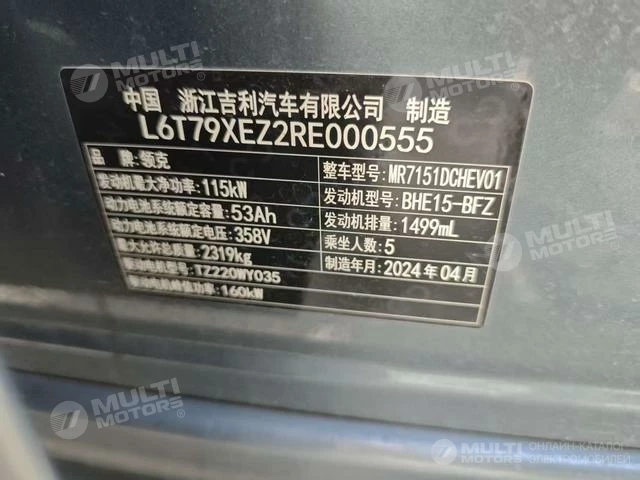 中国 浙江吉利汽车有限公司 制造
L6T79XEZ2RE000555
品牌:领克
整车型号:MR7151DCHEV01
发动机最大净功率:115kW
发动机型号:BHE15-BFZ
动力电池系统额定容量:53Ah
发动机排量:1499mL
动力电池系统额定电压:358V
乘坐人数:5
最大允许总质量:2319kg
制造年月:2024年04月
驱动电机型号:TZ220WY035
驱动电机峰值功率:160kW
MULTI MOTORS®
MULTI MOTORS®
MULTI MOTORS®
MULTI MOTORS®
MULTI MOTORS
ОНЛАЙН-КАТАЛОГ
ЭЛЕКТРОМОБИЛЕЙ